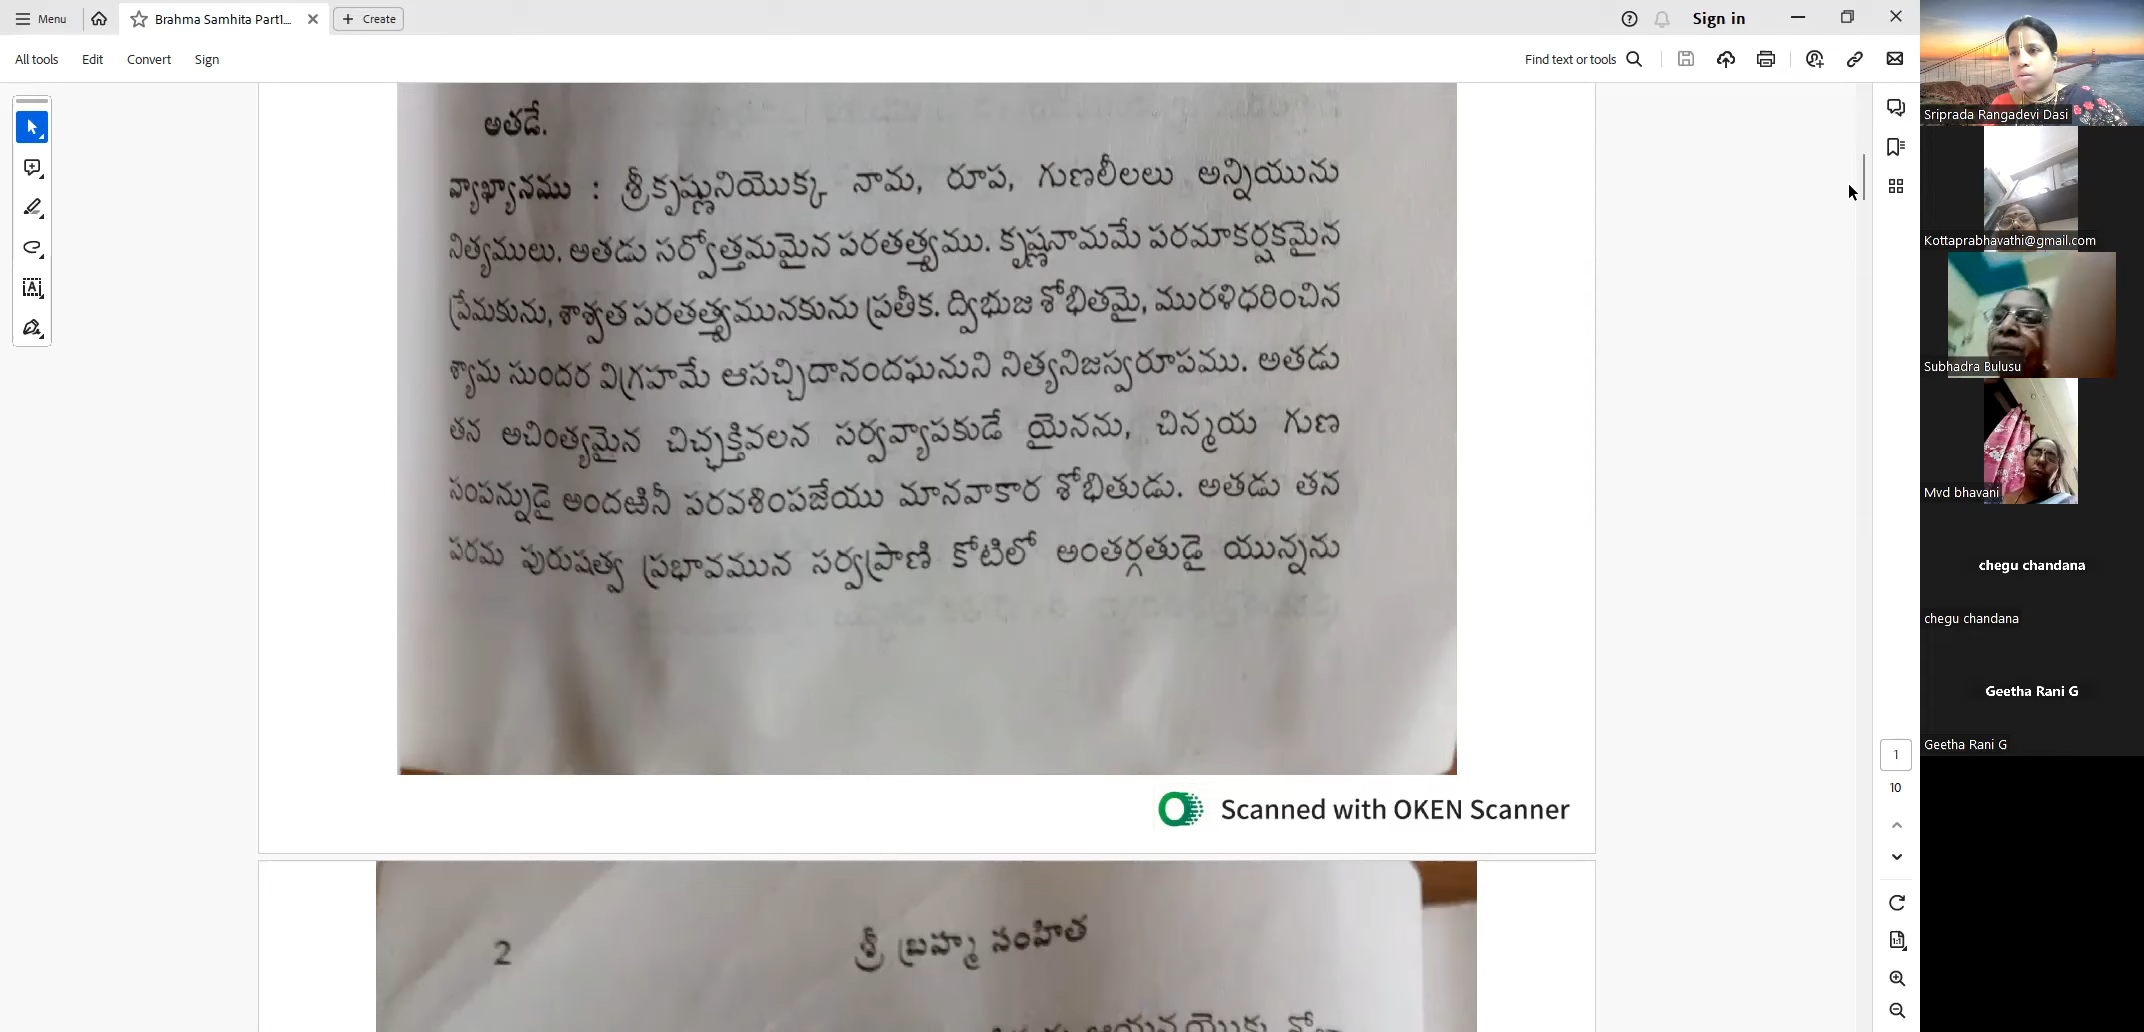 Menu
Brahma Samhita Part1...
Create
Sign in
All tools
Edit
Convert
Sign
Find text or tools
అతడే.
వ్యాఖ్యానము : శ్రీకృష్ణునియొక్క నామ, రూప, గుణలీలలు అన్నియును
నిత్యములు. అతడు సర్వోత్తమమైన పరతత్త్వము. కృష్ణనామమే పరమాకర్షకమైన
ప్రేమకును, శాశ్వత పరతత్త్వమునకును ప్రతీక. ద్విభుజ శోభితమై, మురళిధరించిన
శ్యామ సుందర విగ్రహమే ఆసచ్చిదానందఘనుని నిత్యనిజస్వరూపము. అతడు
తన అచింత్యమైన చిచ్ఛక్తివలన సర్వవ్యాపకుడే యైనను, చిన్మయ గుణ
సంపన్నుడై అందఱినీ పరవశింపజేయు మానవాకార శోభితుడు. అతడు తన
పరమ పురుషత్వ ప్రభావమున సర్వప్రాణి కోటిలో అంతర్గతుడై యున్నను
Scanned with OKEN Scanner
2
శ్రీ బ్రహ్మ సంహిత
1
10
Sriprada Rangadevi Dasi
Kottaprabhavathi@gmail.com
Subhadra Bulusu
Mvd bhavani
chegu chandana
chegu chandana
Geetha Rani G
Geetha Rani G